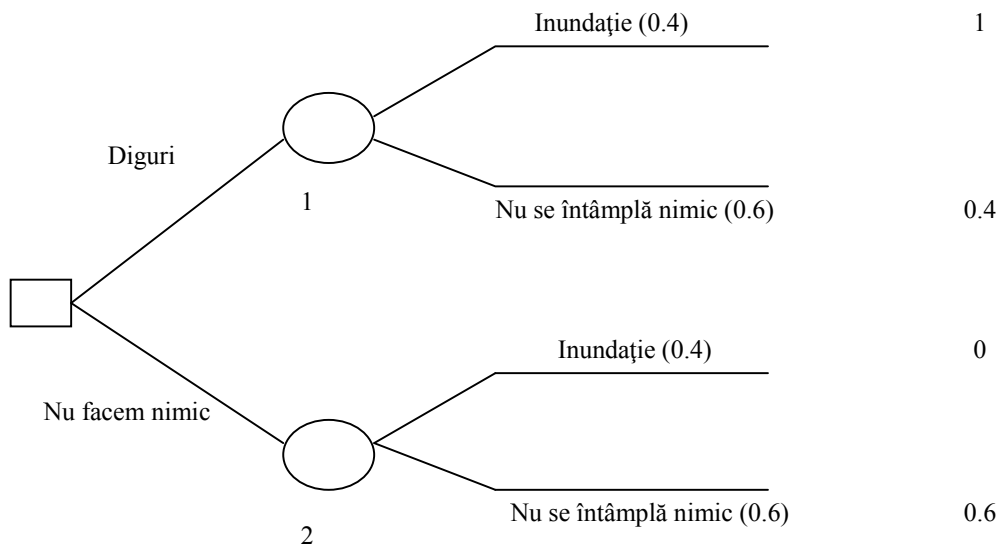 Inundaţie (0.4) 1
Diguri
1
Nu se întâmplă nimic (0.6) 0.4
Inundaţie (0.4) 0
Nu facem nimic
Nu se întâmplă nimic (0.6) 0.6
2